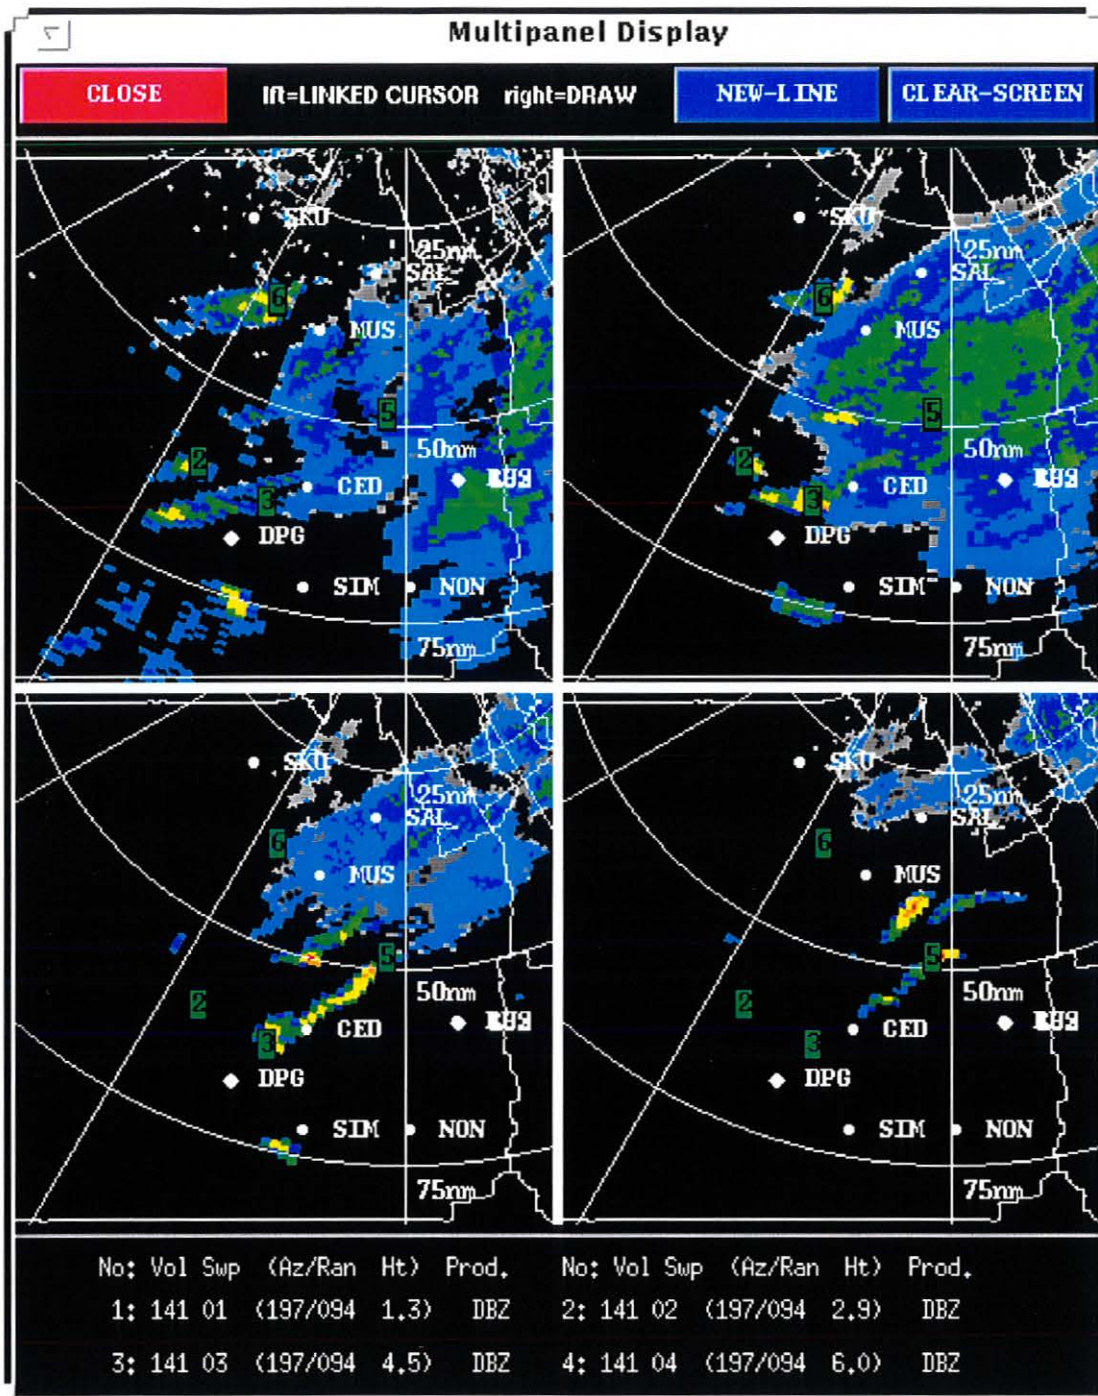 Multipanel Display
CLOSE
lft=LINKED CURSOR right=DRAW
NEW-LINE
CLEAR-SCREEN
SKU
25nm
SAL
6
MUS
5
50nm
2
CED
3
DPG
SIM
NON
75nm
SKU
25nm
SAL
6
MUS
5
50nm
2
CED
3
DPG
SIM
NON
75nm
SKU
25nm
SAL
6
MUS
5
50nm
2
CED
3
DPG
SIM
NON
75nm
SKU
25nm
SAL
6
MUS
5
50nm
2
CED
3
DPG
SIM
NON
75nm
No: Vol Swp (Az/Ran Ht) Prod. No: Vol Swp (Az/Ran Ht) Prod.
1: 141 01 (197/094 1.3) DBZ 2: 141 02 (197/094 2.9) DBZ
3: 141 03 (197/094 4.5) DBZ 4: 141 04 (197/094 6.0) DBZ